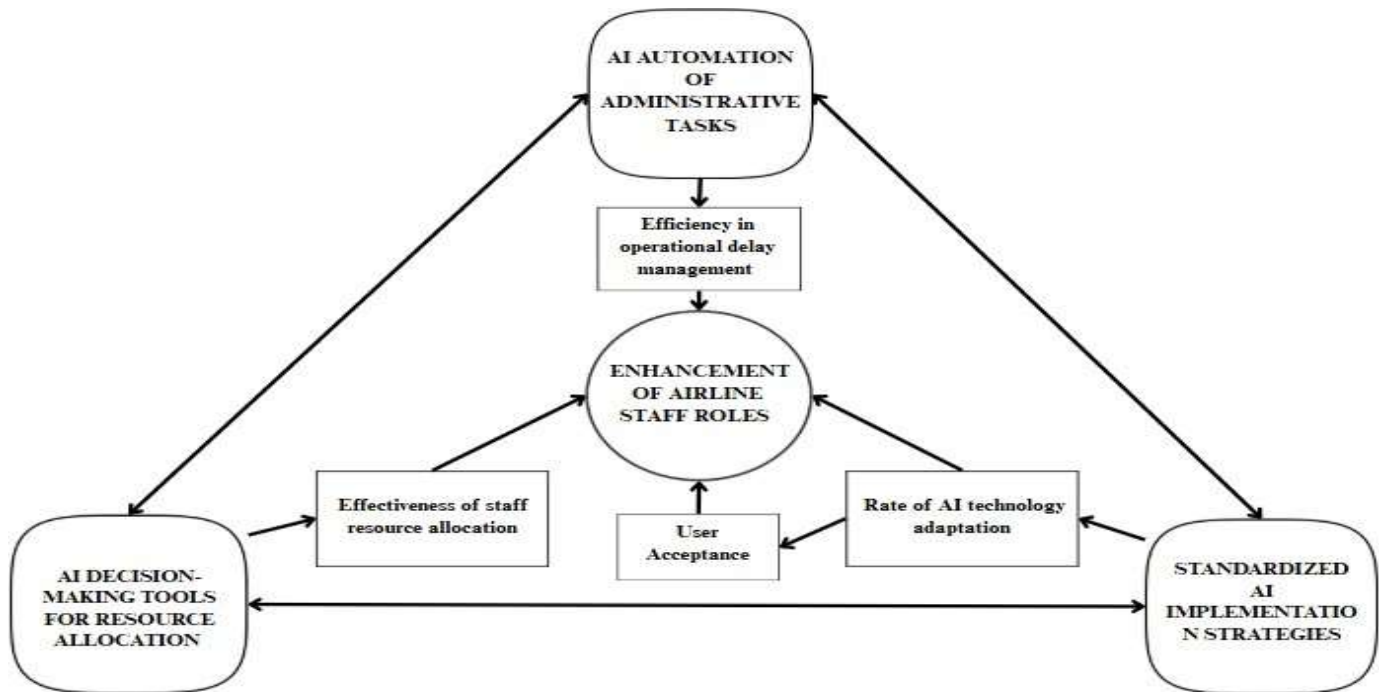 AI AUTOMATION
OF
ADMINISTRATIVE
TASKS
Efficiency in
operational delay
management
ENHANCEMENT
OF AIRLINE
STAFF ROLES
Effectiveness of staff
resource allocation
User
Acceptance
Rate of AI technology
adaptation
AI DECISION-
MAKING TOOLS
FOR RESOURCE
ALLOCATION
STANDARDIZED
AI
IMPLEMENTATIO
N STRATEGIES